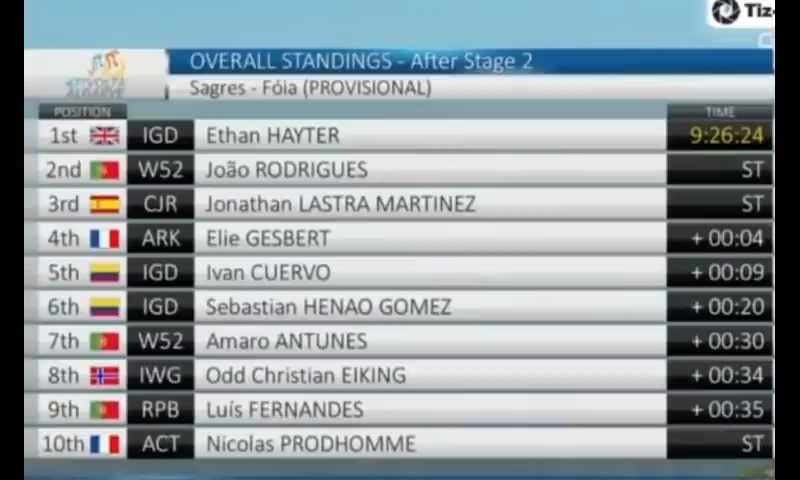 Tiz
OVERALL STANDINGS - After Stage 2
Sagres - Fóia (PROVISIONAL)
POSITION TIME
1st IGD Ethan HAYTER 9:26:24
2nd W52 João RODRIGUES ST
3rd CJR Jonathan LASTRA MARTINEZ ST
4th ARK Elie GESBERT + 00:04
5th IGD Ivan CUERVO + 00:09
6th IGD Sebastian HENAO GOMEZ + 00:20
7th W52 Amaro ANTUNES + 00:30
8th IWG Odd Christian EIKING + 00:34
9th RPB Luís FERNANDES + 00:35
10th ACT Nicolas PRODHOMME ST